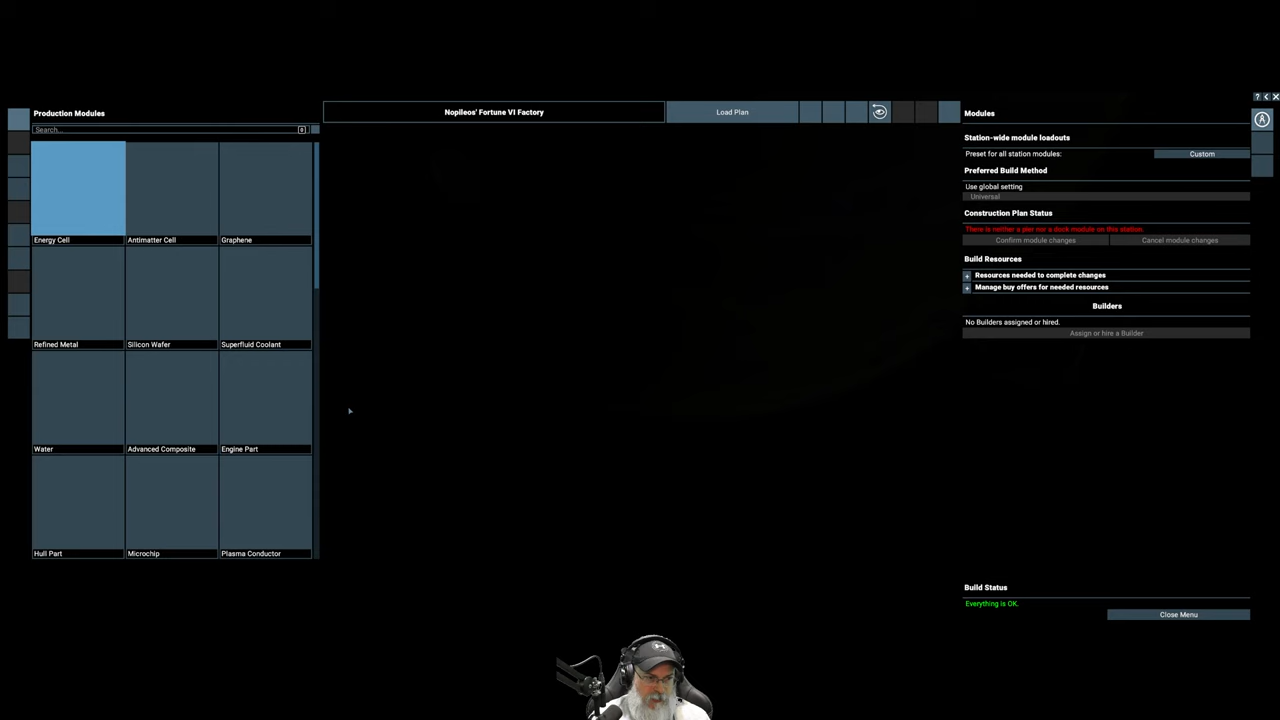 Production Modules
Search...
0
Energy Cell
Antimatter Cell
Graphene
Refined Metal
Silicon Wafer
Superfluid Coolant
Water
Advanced Composite
Engine Part
Hull Part
Microchip
Plasma Conductor
Nopileos' Fortune VI Factory
Load Plan
? < X
Modules
Station-wide module loadouts
Preset for all station modules:
Custom
Preferred Build Method
Use global setting
Universal
Construction Plan Status
There is neither a pier nor a dock module on this station.
Confirm module changes
Cancel module changes
Build Resources
+ Resources needed to complete changes
+ Manage buy offers for needed resources
Builders
No Builders assigned or hired.
Assign or hire a Builder
Build Status
Everything is OK.
Close Menu